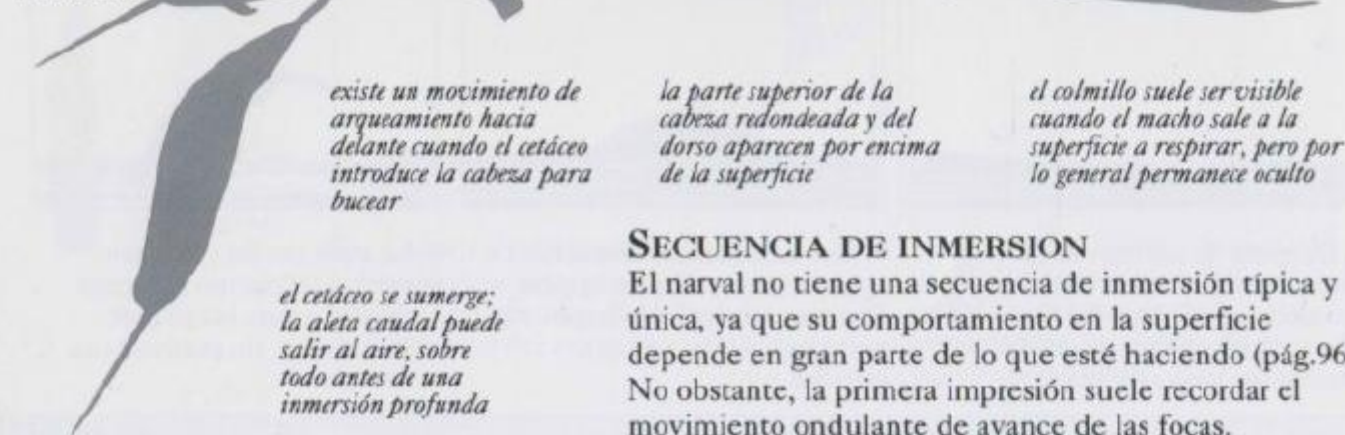 existe un movimiento de
arqueamiento hacia
delante cuando el cetáceo
introduce la cabeza para
bucear
la parte superior de la
cabeza redondeada y del
dorso aparecen por encima
de la superficie
el colmillo suele ser visible
cuando el macho sale a la
superficie a respirar, pero por
lo general permanece oculto
el cetáceo se sumerge;
la aleta caudal puede
salir al aire, sobre
todo antes de una
inmersión profunda
SECUENCIA DE INMERSION
El narval no tiene una secuencia de inmersión típica y
única, ya que su comportamiento en la superficie
depende en gran parte de lo que esté haciendo (pág.96
No obstante, la primera impresión suele recordar el
movimiento ondulante de avance de las focas.